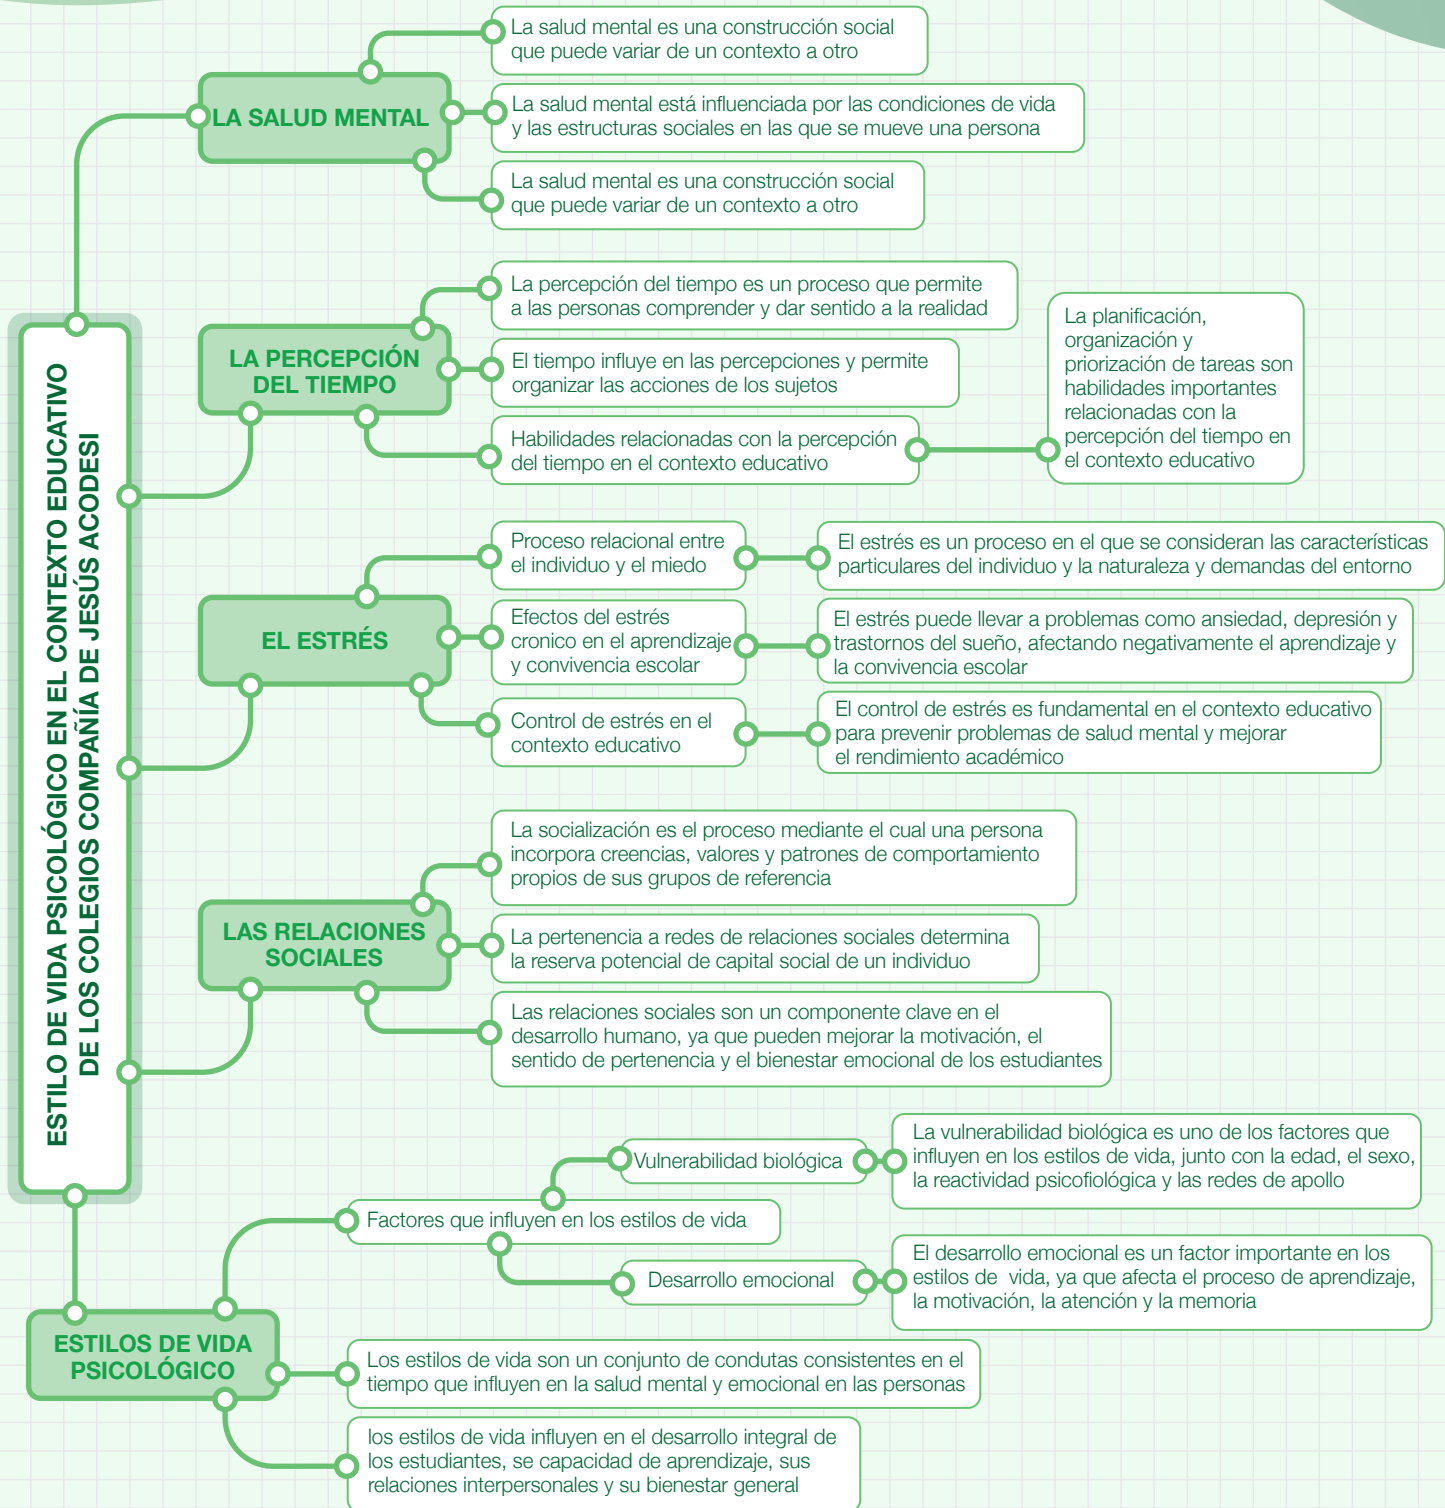 ESTILO DE VIDA PSICOLÓGICO EN EL CONTEXTO EDUCATIVO
DE LOS COLEGIOS COMPAÑÍA DE JESÚS ACODESI
LA SALUD MENTAL
La salud mental es una construcción social
que puede variar de un contexto a otro
La salud mental está influenciada por las condiciones de vida
y las estructuras sociales en las que se mueve una persona
La salud mental es una construcción social
que puede variar de un contexto a otro
LA PERCEPCIÓN
DEL TIEMPO
La percepción del tiempo es un proceso que permite
a las personas comprender y dar sentido a la realidad
El tiempo influye en las percepciones y permite
organizar las acciones de los sujetos
Habilidades relacionadas con la percepción
del tiempo en el contexto educativo
La planificación,
organización y
priorización de tareas son
habilidades importantes
relacionadas con la
percepción del tiempo en
el contexto educativo
EL ESTRÉS
Proceso relacional entre
el individuo y el miedo
El estrés es un proceso en el que se consideran las características
particulares del individuo y la naturaleza y demandas del entorno
Efectos del estrés
cronico en el aprendizaje
y convivencia escolar
El estrés puede llevar a problemas como ansiedad, depresión y
trastornos del sueño, afectando negativamente el aprendizaje y
la convivencia escolar
Control de estrés en el
contexto educativo
El control de estrés es fundamental en el contexto educativo
para prevenir problemas de salud mental y mejorar
el rendimiento académico
LAS RELACIONES
SOCIALES
La socialización es el proceso mediante el cual una persona
incorpora creencias, valores y patrones de comportamiento
propios de sus grupos de referencia
La pertenencia a redes de relaciones sociales determina
la reserva potencial de capital social de un individuo
Las relaciones sociales son un componente clave en el
desarrollo humano, ya que pueden mejorar la motivación, el
sentido de pertenencia y el bienestar emocional de los estudiantes
ESTILOS DE VIDA
PSICOLÓGICO
Factores que influyen en los estilos de vida
Vulnerabilidad biológica
La vulnerabilidad biológica es uno de los factores que
influyen en los estilos de vida, junto con la edad, el sexo,
la reactividad psicofiológica y las redes de apollo
Desarrollo emocional
El desarrollo emocional es un factor importante en los
estilos de  vida, ya que afecta el proceso de aprendizaje,
la motivación, la atención y la memoria
Los estilos de vida son un conjunto de condutas consistentes en el
tiempo que influyen en la salud mental y emocional en las personas
los estilos de vida influyen en el desarrollo integral de
los estudiantes, se capacidad de aprendizaje, sus
relaciones interpersonales y su bienestar general